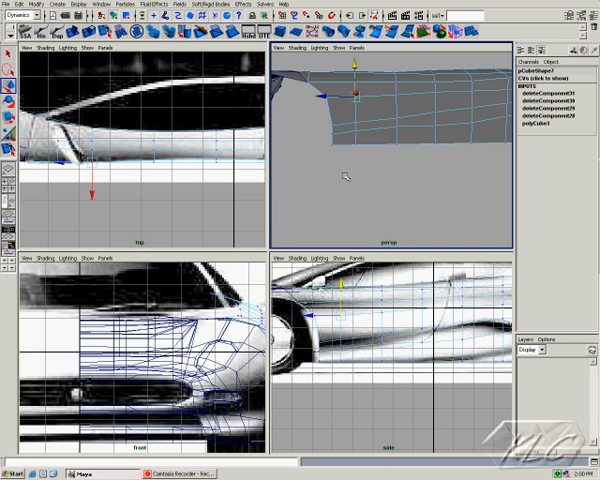 File Edit Modify Create Display Window Particles Fluid Effects Fields Soft/Rigid Bodies Effects Solvers Help
Dynamics
sel
View Shading Lighting Show Panels
View Shading Lighting Show Panels
Channels Object
pCubeShape7
CVs (click to show)
INPUTS
deleteComponent31
deleteComponent30
deleteComponent29
deleteComponent28
polyCube3
top
persp
View Shading Lighting Show Panels
View Shading Lighting Show Panels
Layers Options
Display
front
side
YLG
Start
Maya
Camtasia Recorder - Rec...
2:00 PM